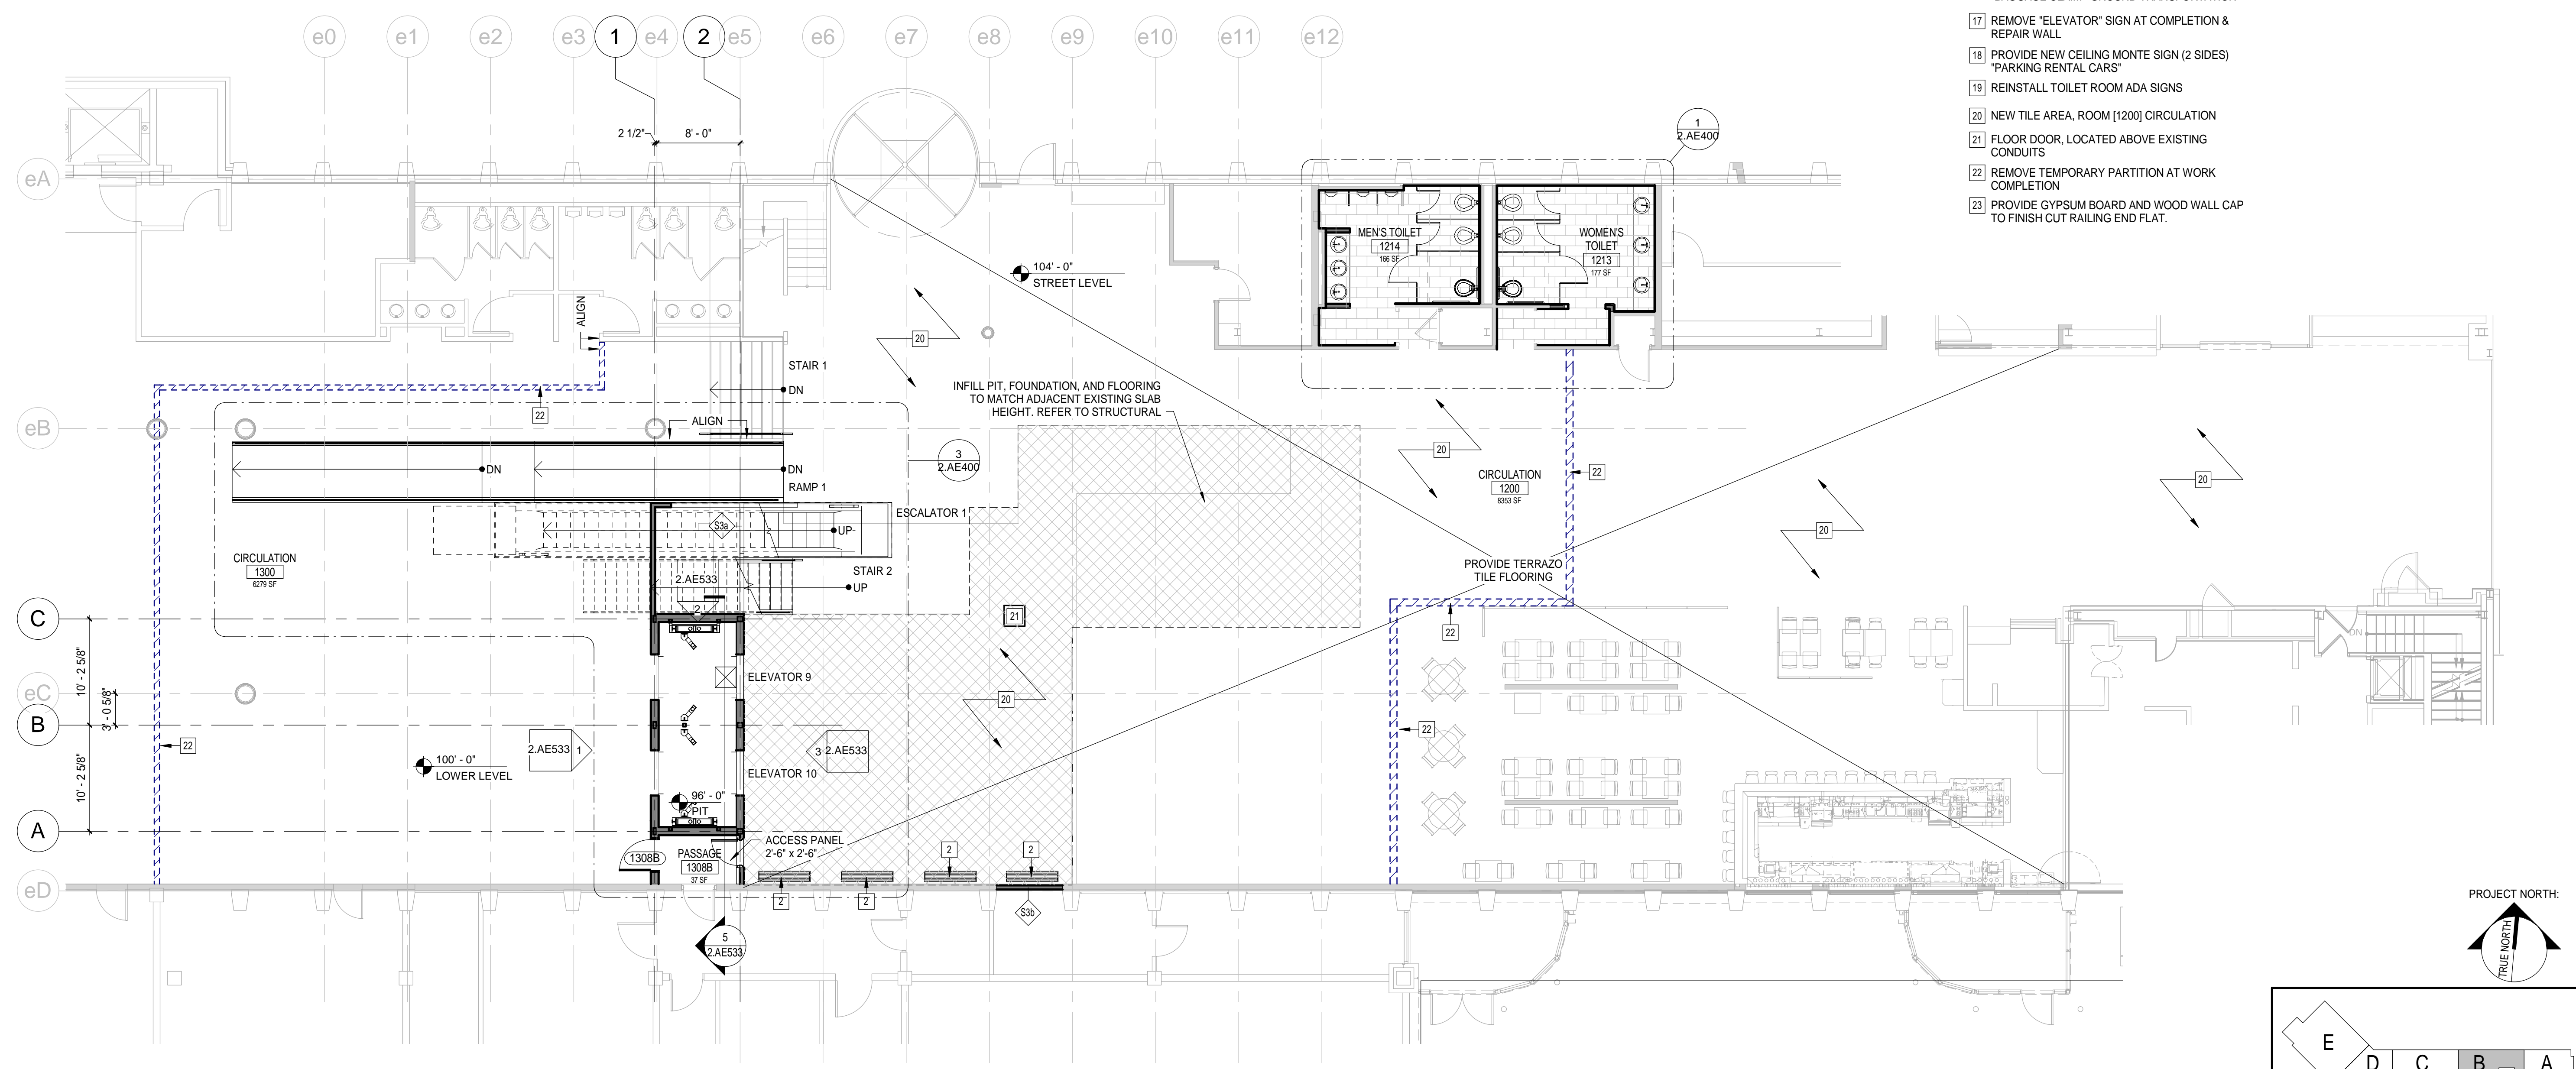 17 REMOVE "ELEVATOR" SIGN AT COMPLETION &
REPAIR WALL
18 PROVIDE NEW CEILING MONTE SIGN (2 SIDES)
"PARKING RENTAL CARS"
19 REINSTALL TOILET ROOM ADA SIGNS
20 NEW TILE AREA, ROOM [1200] CIRCULATION
21 FLOOR DOOR, LOCATED ABOVE EXISTING
CONDUITS
22 REMOVE TEMPORARY PARTITION AT WORK
COMPLETION
23 PROVIDE GYPSUM BOARD AND WOOD WALL CAP
TO FINISH CUT RAILING END FLAT.
e0 e1 e2 e3 1 e4 2 e5 e6 e7 e8 e9 e10 e11 e12
2 1/2" 8' - 0"
1
2.AE400
eA
MEN'S TOILET
1214
166 SF
WOMEN'S
TOILET
1213
177 SF
104' - 0"
STREET LEVEL
ALIGN
20
STAIR 1
DN
INFILL PIT, FOUNDATION, AND FLOORING
TO MATCH ADJACENT EXISTING SLAB
HEIGHT. REFER TO STRUCTURAL
22
ALIGN
eB
20
3
2.AE400
DN
DN
RAMP 1
CIRCULATION
1200
8353 SF
22
20
ESCALATOR 1
S3a
UP
20
CIRCULATION
1300
6279 SF
PROVIDE TERRAZO
TILE FLOORING
STAIR 2
2.AE533
UP
2
C
21
22
DN
10' - 2 5/8"
ELEVATOR 9
eC
3' - 0 5/8"
20
B
22
22
2.AE533 1
3 2.AE533
100' - 0"
LOWER LEVEL
ELEVATOR 10
10' - 2 5/8"
96' - 0"
PIT
A
ACCESS PANEL
2'-6" x 2'-6"
1308B
PASSAGE
1308B
37 SF
2
2
eD
2
2
S3b
5
2.AE533
PROJECT NORTH:
TRUE NORTH
E
D C B A